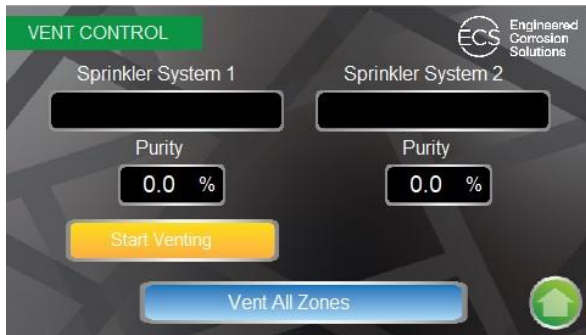 VENT CONTROL
ECS
Engineered
Corrosion
Solutions
Sprinkler System 1
Sprinkler System 2
Purity
Purity
0.0 %
0.0 %
Start Venting
Vent All Zones